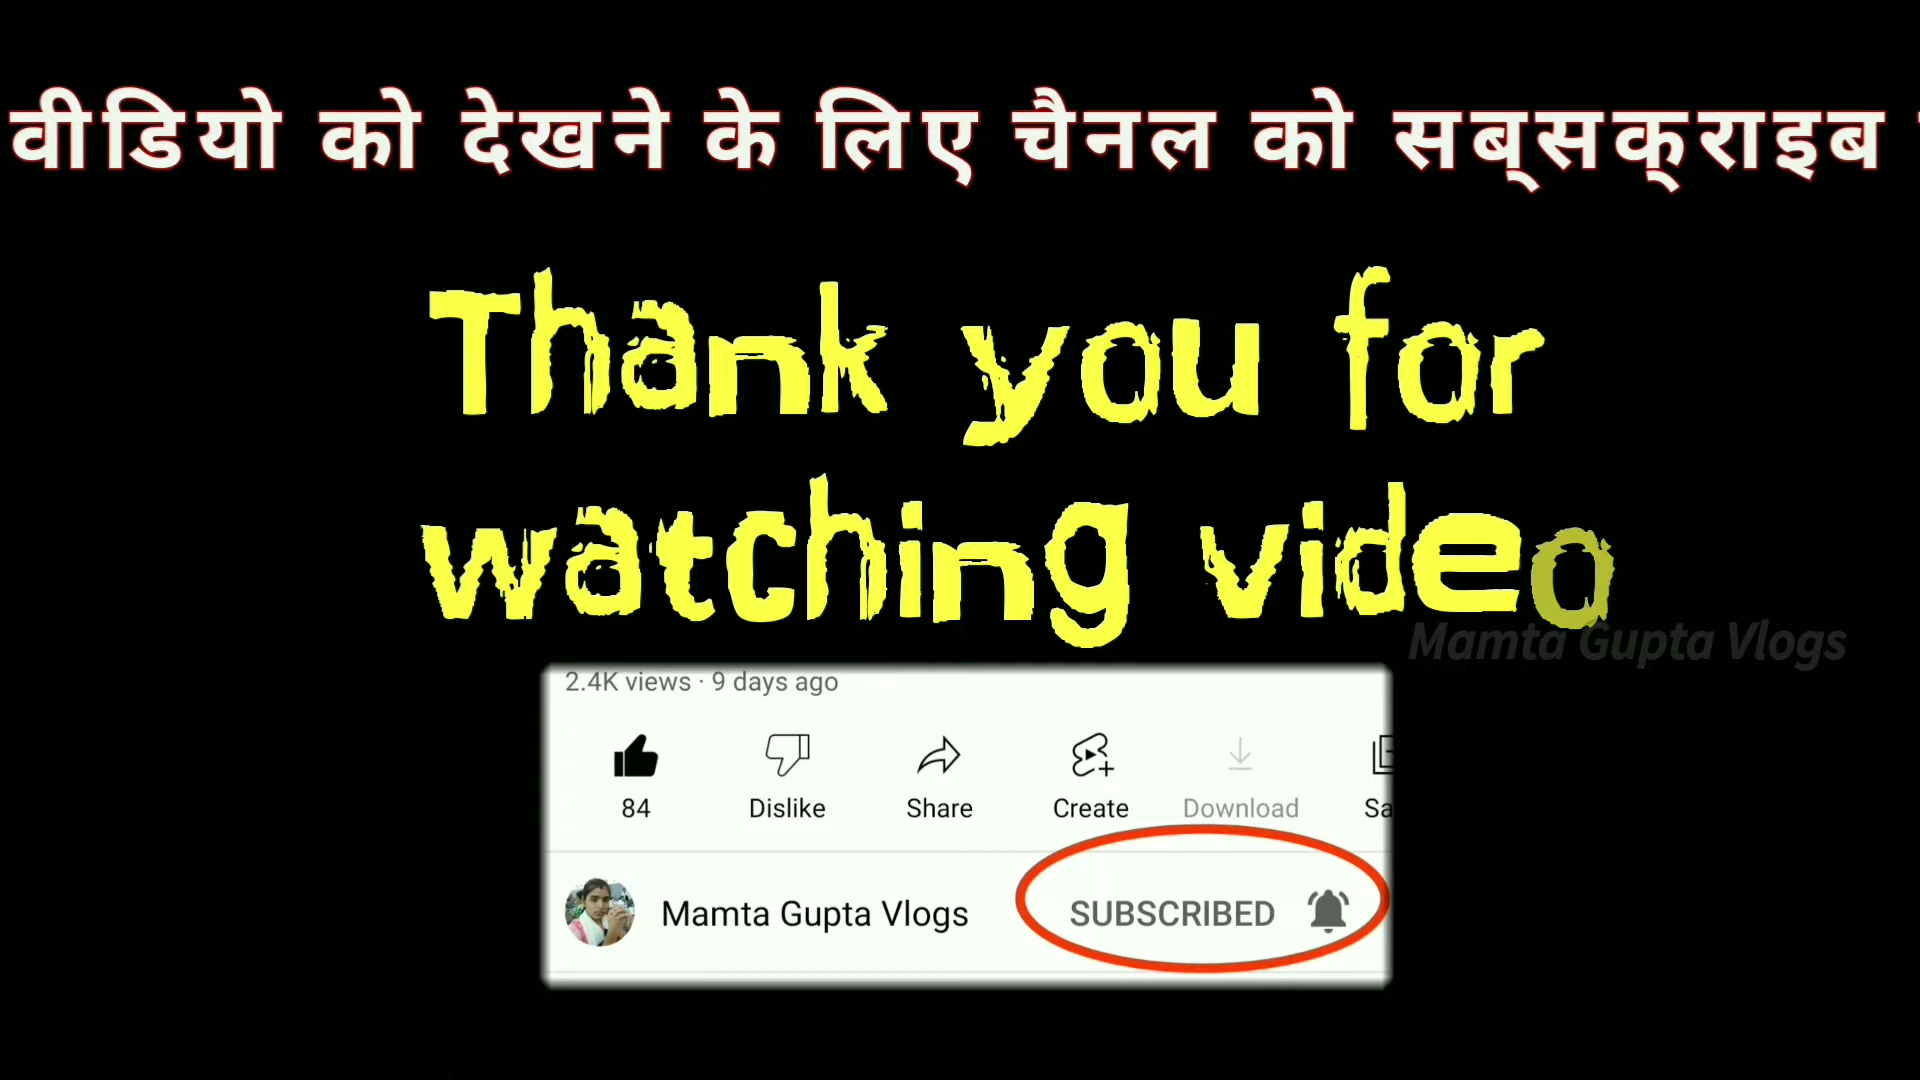 वीडियो को देखने के लिए चैनल को सब्सक्राइब
Thank you for
watching video
Mamta Gupta Vlogs
2.4K views · 9 days ago
84 Dislike Share Create Download
Mamta Gupta Vlogs SUBSCRIBED